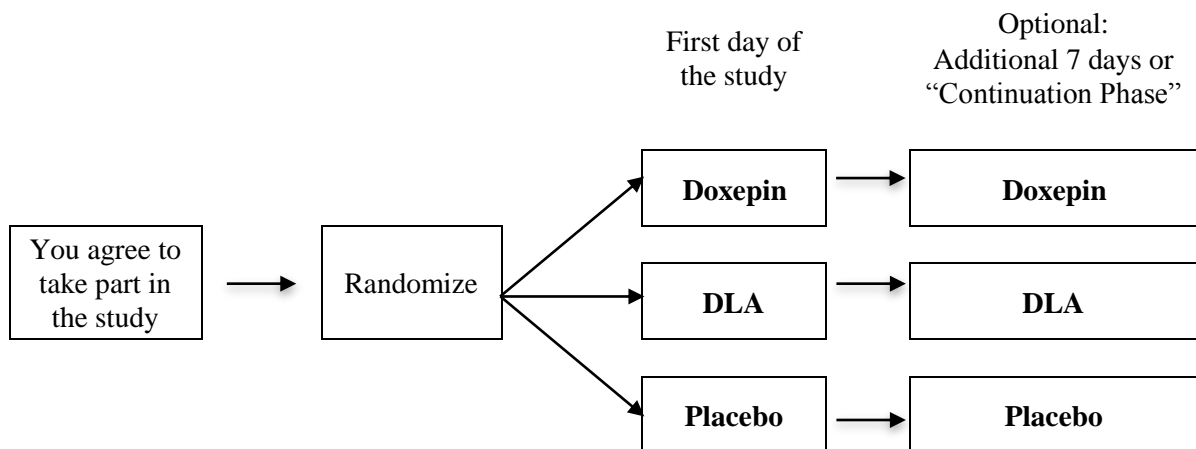 First day of
the study
Optional:
Additional 7 days or
“Continuation Phase”
You agree to
take part in
the study
Randomize
Doxepin
Doxepin
DLA
DLA
Placebo
Placebo